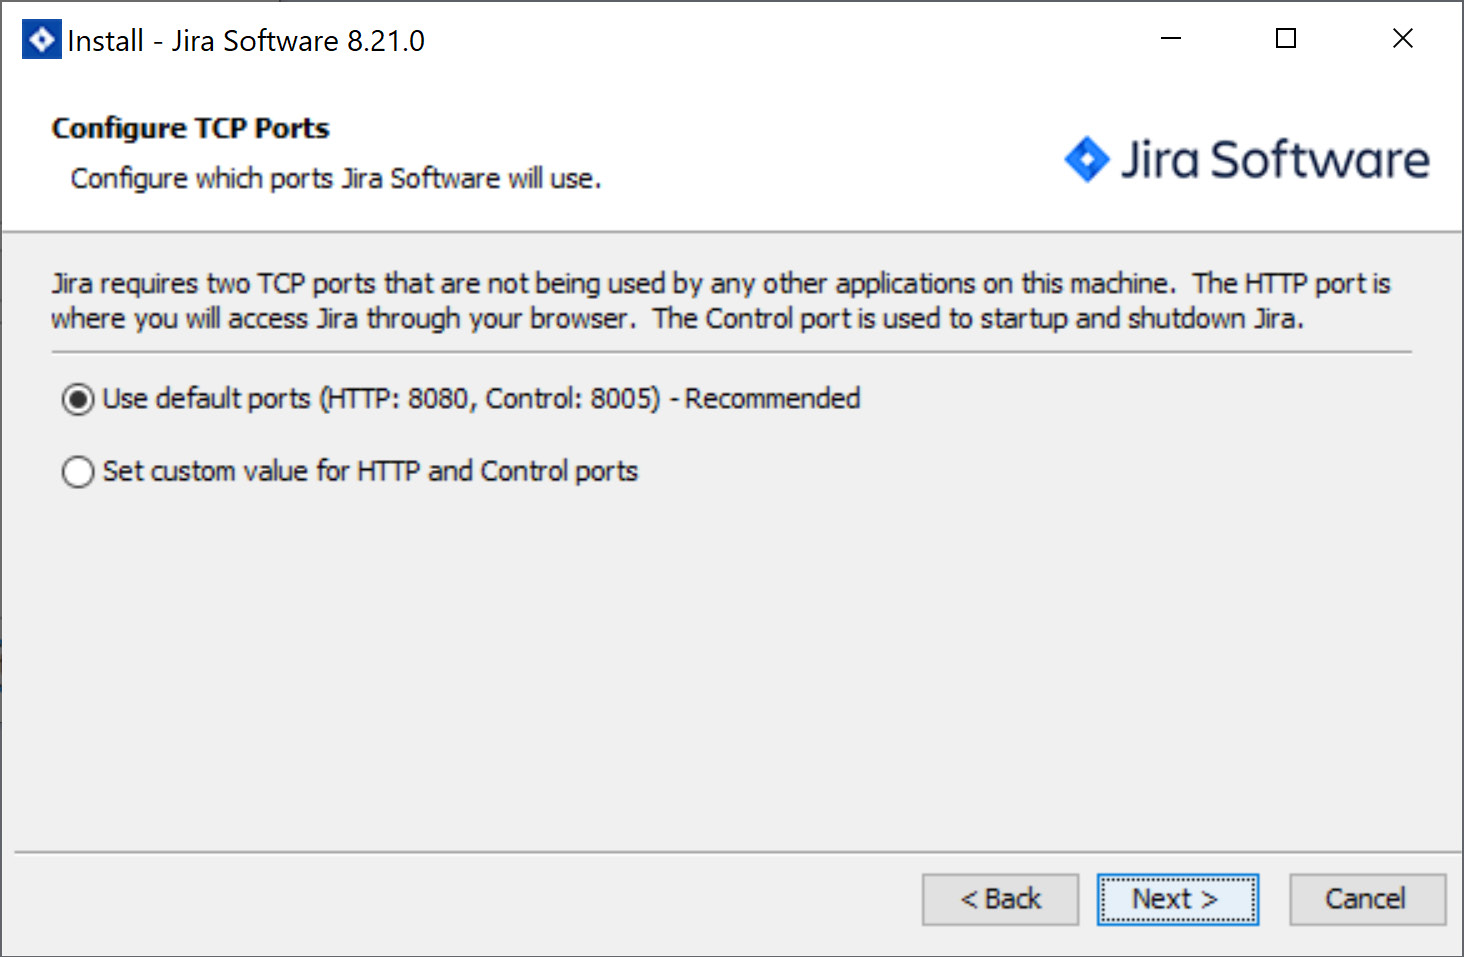 Install - Jira Software 8.21.0
Configure TCP Ports
Configure which ports Jira Software will use.
Jira Software
Jira requires two TCP ports that are not being used by any other applications on this machine.  The HTTP port is
where you will access Jira through your browser.  The Control port is used to startup and shutdown Jira.
Use default ports (HTTP: 8080, Control: 8005) - Recommended
Set custom value for HTTP and Control ports
< Back
Next >
Cancel